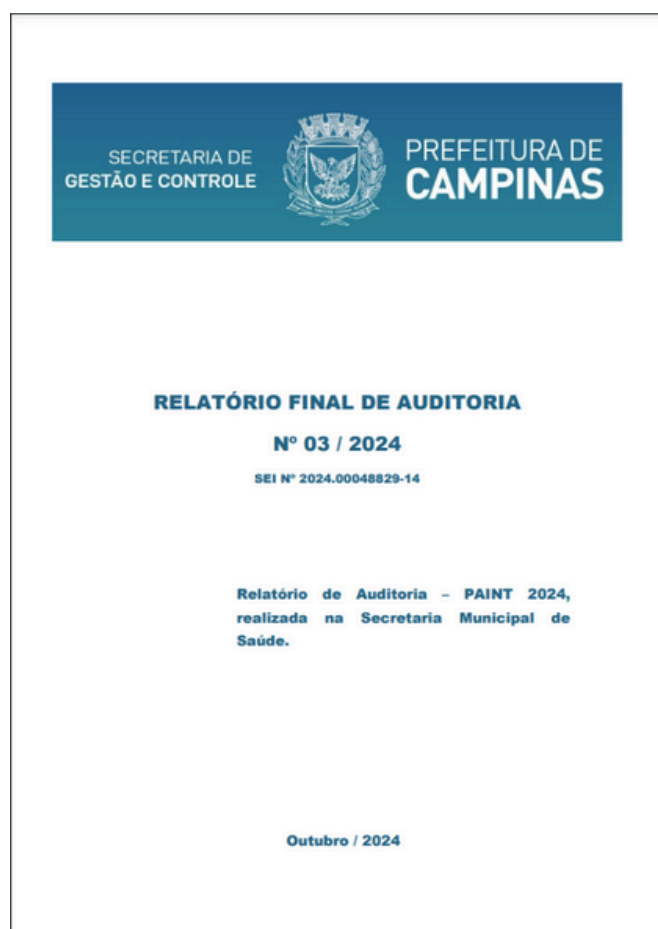 SECRETARIA DE
GESTÃO E CONTROLE
PREFEITURA DE
CAMPINAS
RELATÓRIO FINAL DE AUDITORIA
Nº 03 / 2024
SEI Nº 2024.00048829-14
Relatório de Auditoria – PAINT 2024,
realizada na Secretaria Municipal de
Saúde.
Outubro / 2024